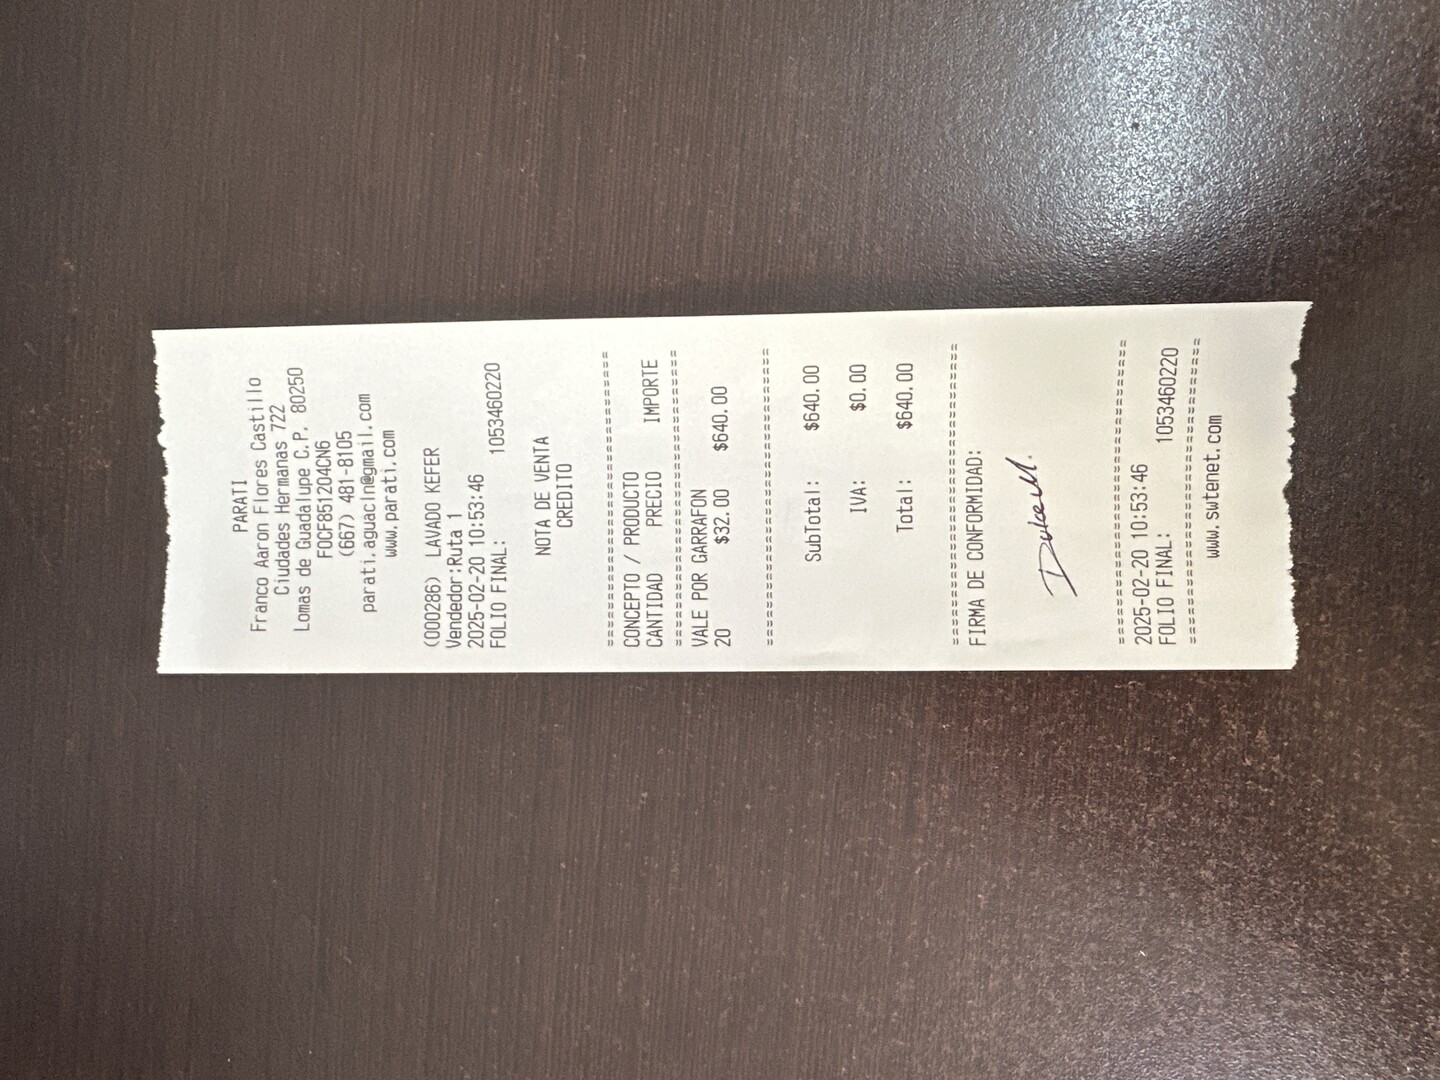 PARATI
Franco Aaron Flores Castillo
Ciudades Hermanas 722
Lomas de Guadalupe C.P. 80250
FOCF851204CN6
(667) 481-8105
parati.aguacln@gmail.com
www.parati.com
(000286) LAVADO KEFER
Vendedor:Ruta 1
2025-02-20 10:53:46
FOLIO FINAL: 1053460220
NOTA DE VENTA
CREDITO
==============================
CONCEPTO / PRODUCTO
CANTIDAD PRECIO IMPORTE
==============================
VALE POR GARRAFON
20 $32.00 $640.00
==============================
SubTotal: $640.00
IVA: $0.00
Total: $640.00
==============================
FIRMA DE CONFORMIDAD:
Dulce M.
==============================
2025-02-20 10:53:46
FOLIO FINAL: 1053460220
==============================
www.swtenet.com